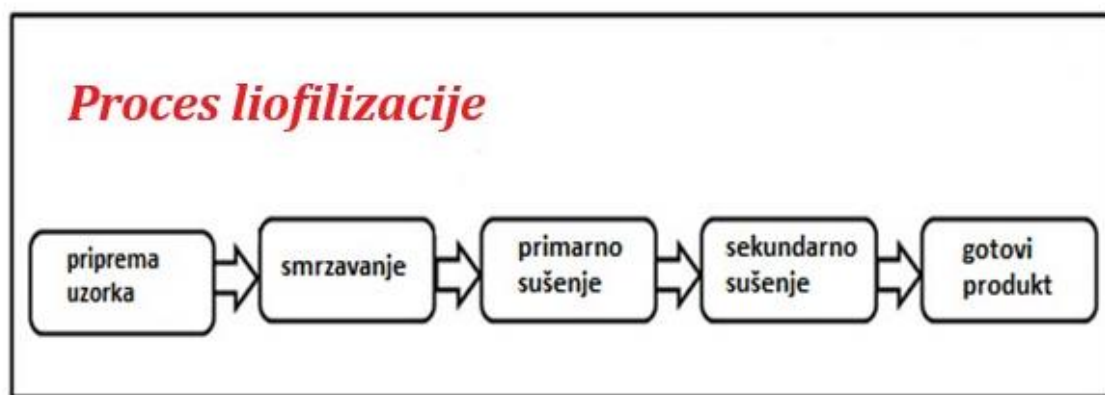 Proces liofilizacije
priprema
uzorka
smrzavanje
primarno
sušenje
sekundarno
sušenje
gotovi
produkt